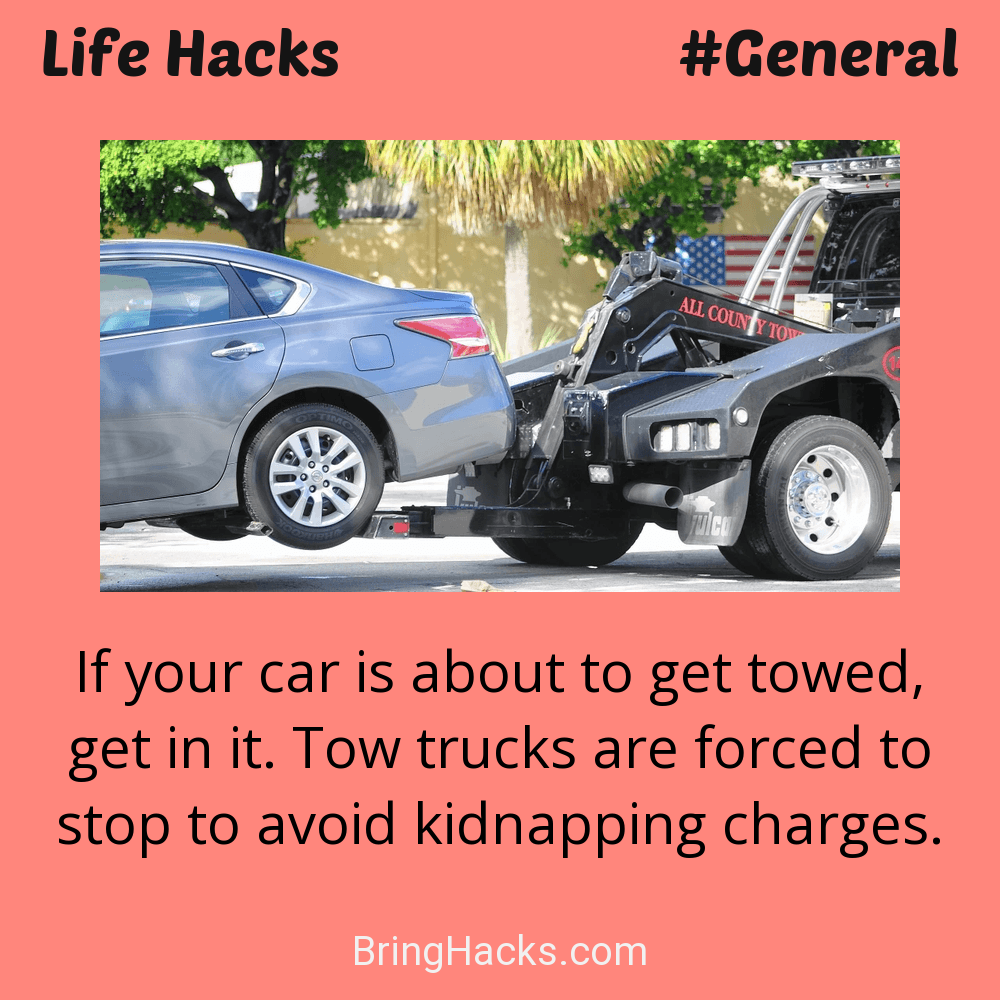 Life Hacks
#General
ALL COUNTY TOW
If your car is about to get towed,
get in it. Tow trucks are forced to
stop to avoid kidnapping charges.
BringHacks.com